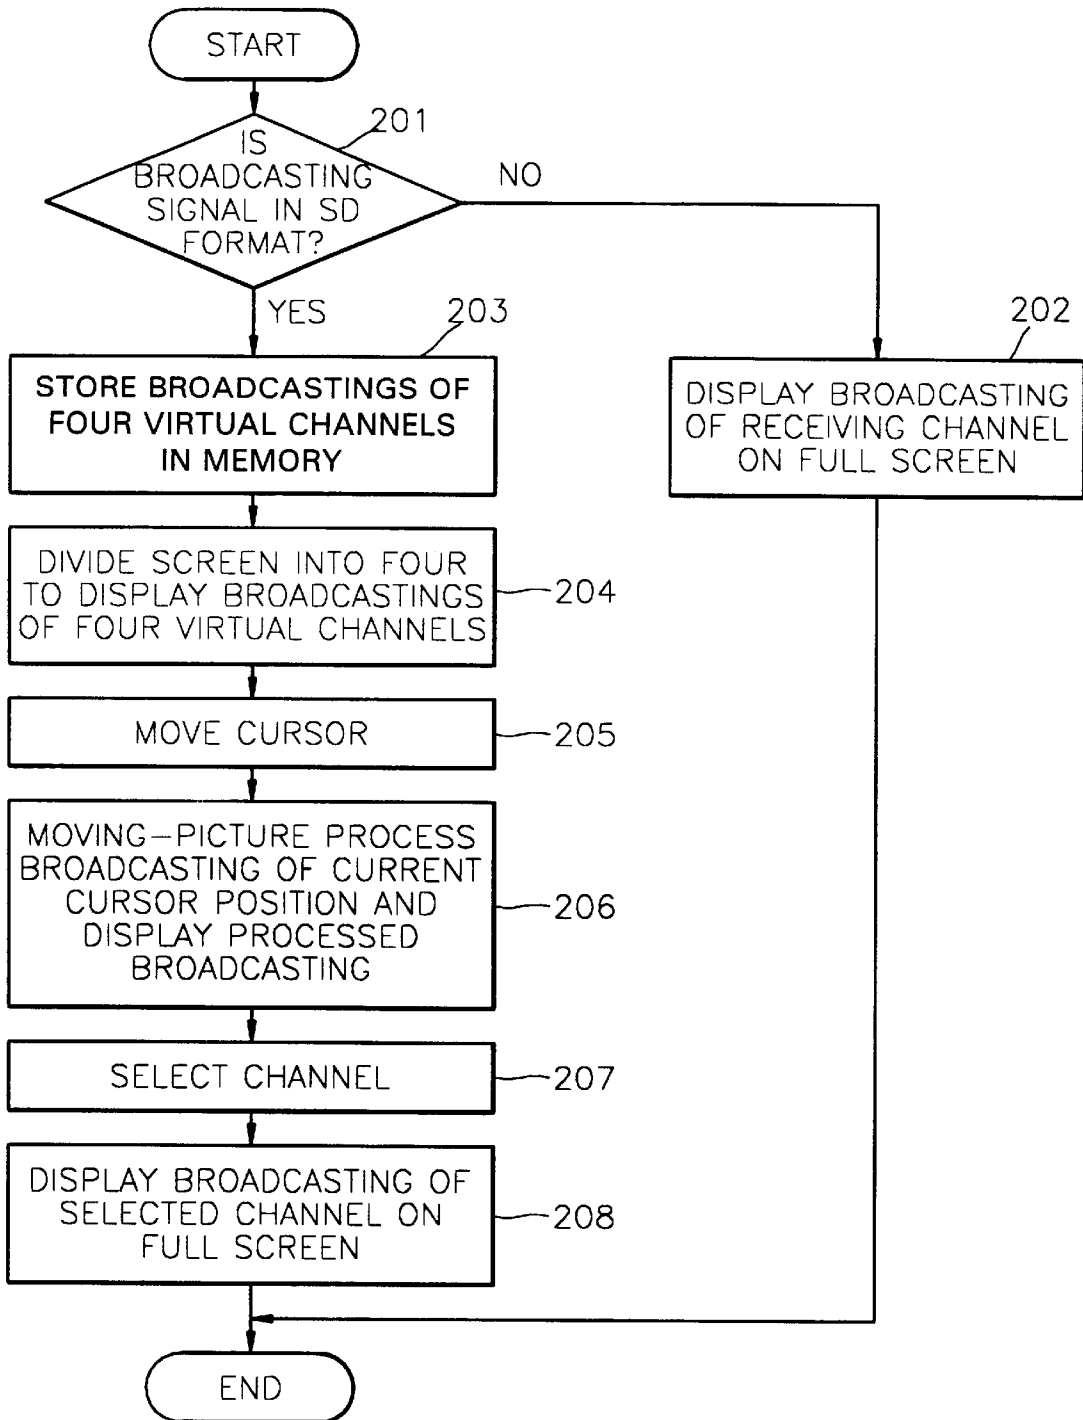 START
201
IS
BROADCASTING
SIGNAL IN SD
FORMAT?
NO
YES
203
STORE BROADCASTINGS OF
FOUR VIRTUAL CHANNELS
IN MEMORY
202
DISPLAY BROADCASTING
OF RECEIVING CHANNEL
ON FULL SCREEN
DIVIDE SCREEN INTO FOUR
TO DISPLAY BROADCASTINGS
OF FOUR VIRTUAL CHANNELS
204
MOVE CURSOR
205
MOVING-PICTURE PROCESS
BROADCASTING OF CURRENT
CURSOR POSITION AND
DISPLAY PROCESSED
BROADCASTING
206
SELECT CHANNEL
207
DISPLAY BROADCASTING OF
SELECTED CHANNEL ON
FULL SCREEN
208
END